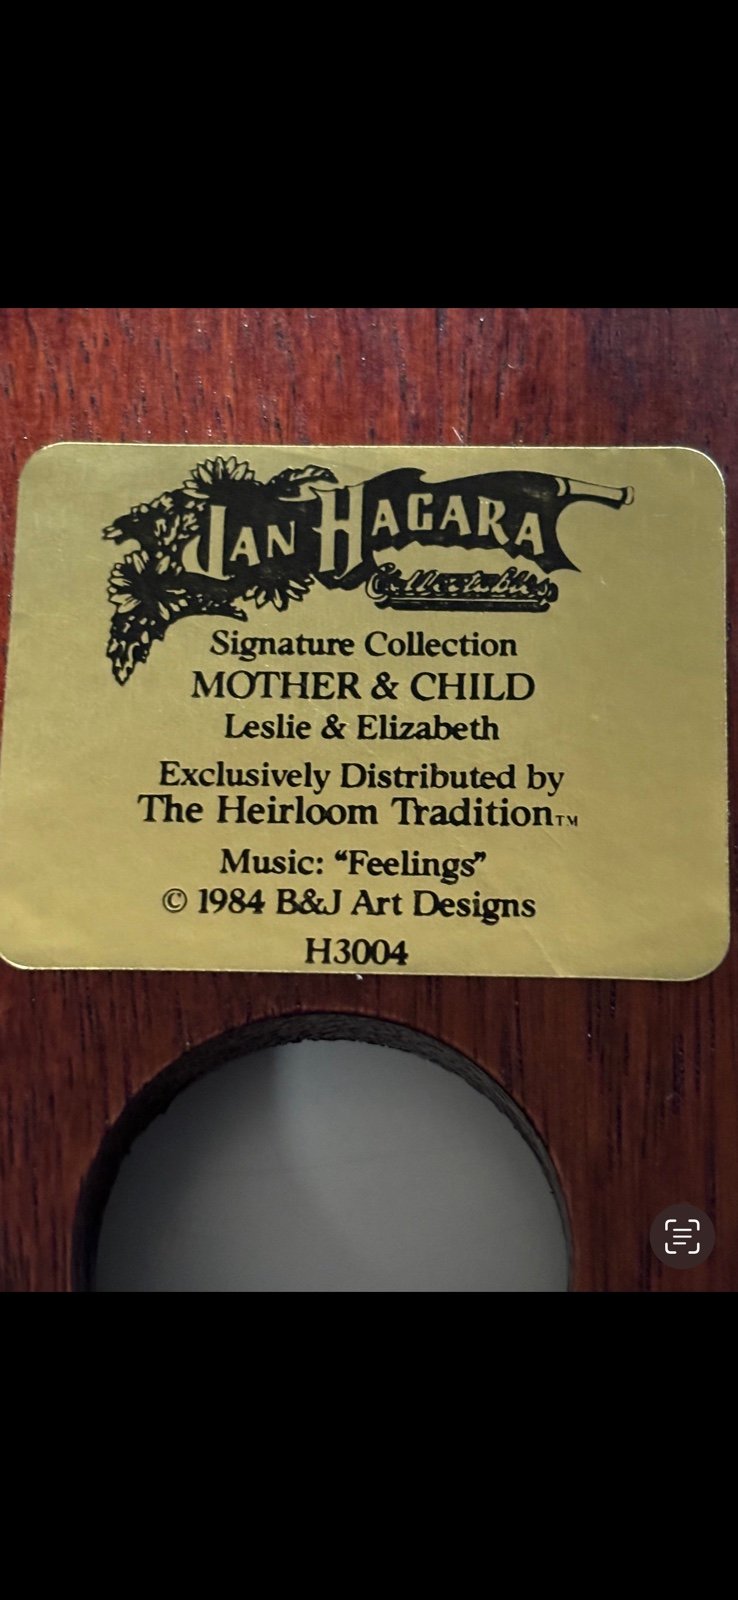 JAN HAGARA
Collectables
Signature Collection
MOTHER & CHILD
Leslie & Elizabeth
Exclusively Distributed by
The Heirloom Tradition™
Music: “Feelings”
© 1984 B&J Art Designs
H3004